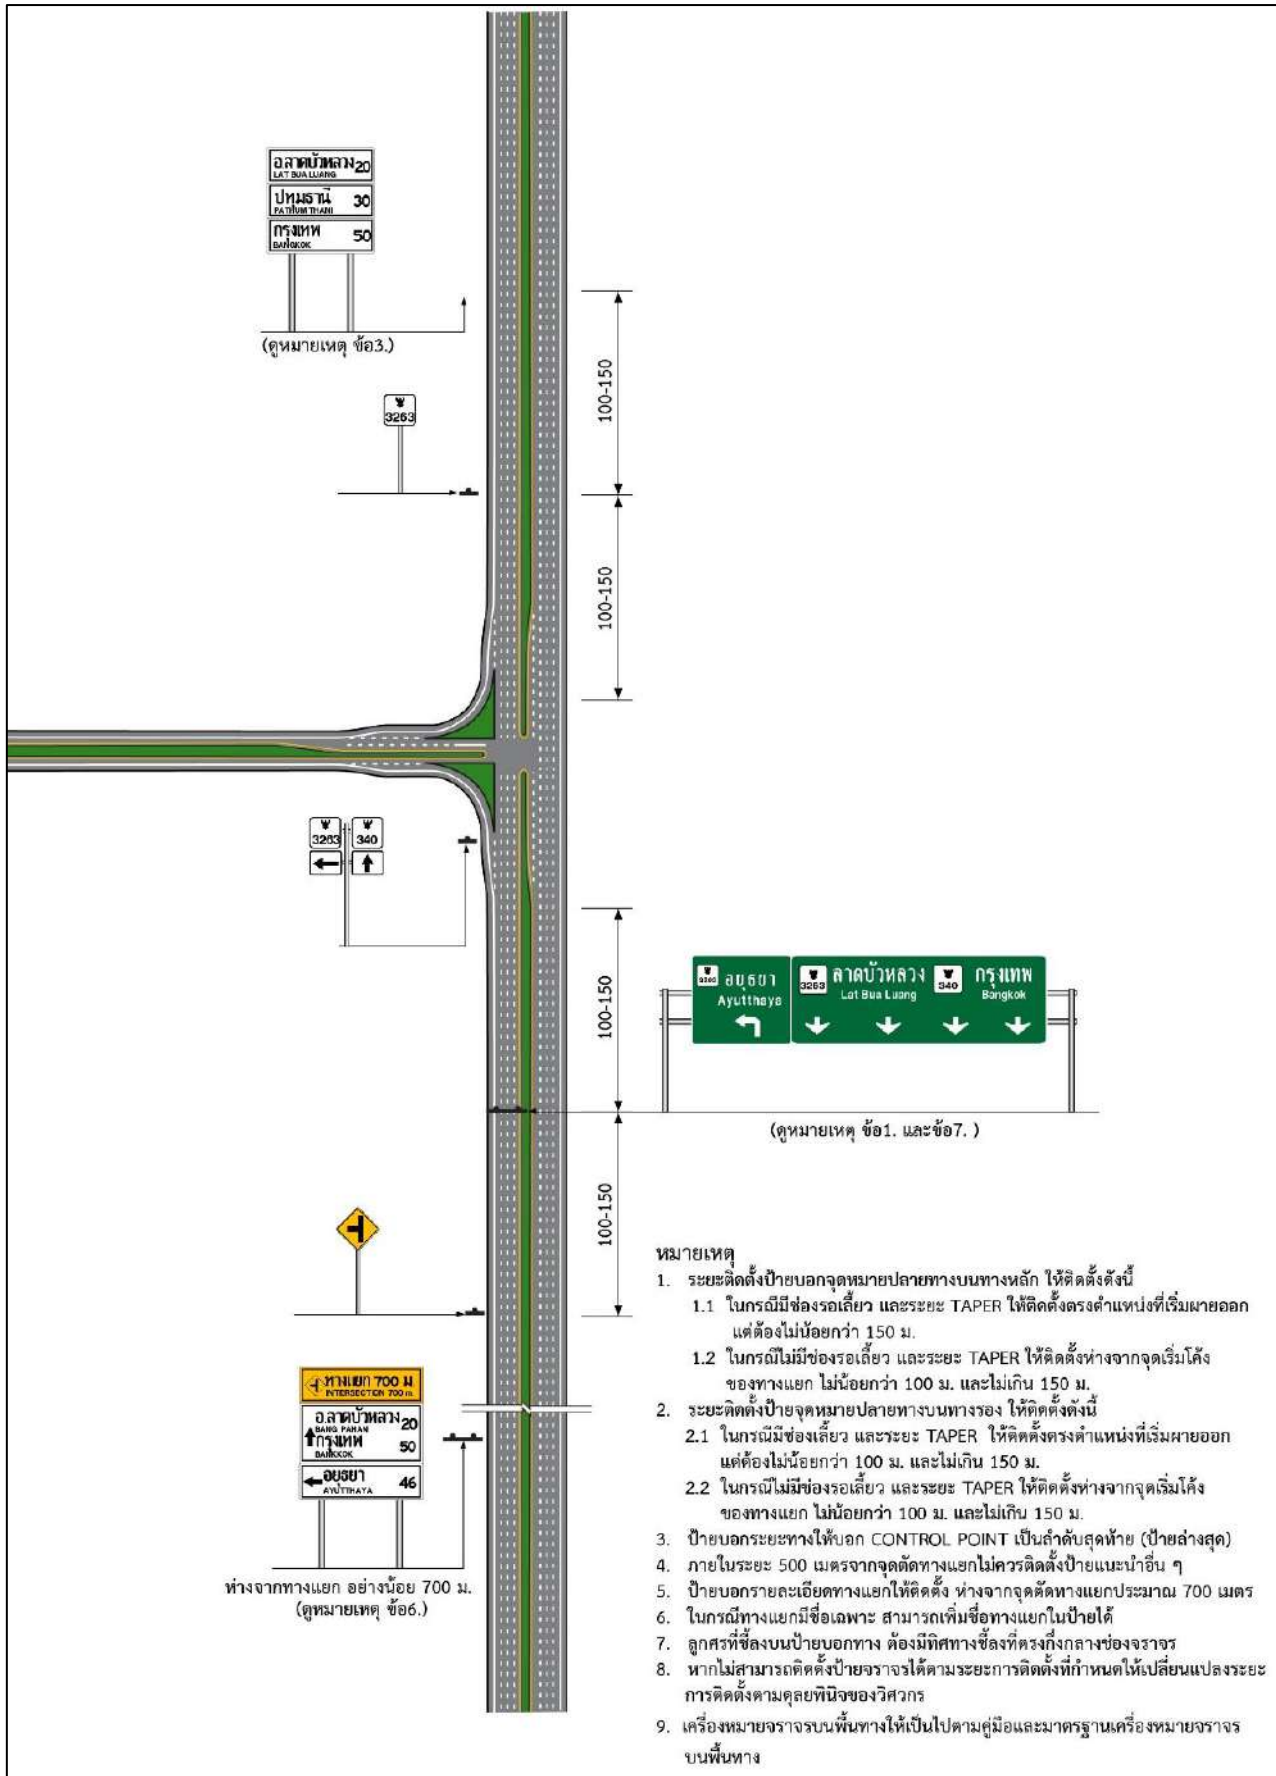 อ.ลาดบัวหลวง 20
LAT BUA LUANG
ปทุมธานี 30
PATHUM THANI
กรุงเทพ 50
BANGKOK
(ดูหมายเหตุ ข้อ3.)
3263
100-150
100-150
3263 340
100-150
3263 อยุธยา
Ayutthaya
3263 ลาดบัวหลวง
Lat Bua Luang
340 กรุงเทพ
Bangkok
(ดูหมายเหตุ ข้อ1. และข้อ7. )
100-150
ทางแยก 700 ม
INTERSECTION 700 m
อ.ลาดบัวหลวง 20
BANG PAHAN
กรุงเทพ 50
BANKKOK
อยุธยา 46
AYUTTHAYA
ห่างจากทางแยก อย่างน้อย 700 ม.
(ดูหมายเหตุ ข้อ6.)
หมายเหตุ
1. ระยะติดตั้งป้ายบอกจุดหมายปลายทางบนทางหลัก ให้ติดตั้งดังนี้
1.1 ในกรณีมีช่องรอเลี้ยว และระยะ TAPER ให้ติดตั้งตรงตำแหน่งที่เริ่มผายออก
แต่ต้องไม่น้อยกว่า 150 ม.
1.2 ในกรณีไม่มีช่องรอเลี้ยว และระยะ TAPER ให้ติดตั้งห่างจากจุดเริ่มโค้ง
ของทางแยก ไม่น้อยกว่า 100 ม. และไม่เกิน 150 ม.
2. ระยะติดตั้งป้ายจุดหมายปลายทางบนทางรอง ให้ติดตั้งดังนี้
2.1 ในกรณีมีช่องเลี้ยว และระยะ TAPER ให้ติดตั้งตรงตำแหน่งที่เริ่มผายออก
แต่ต้องไม่น้อยกว่า 100 ม. และไม่เกิน 150 ม.
2.2 ในกรณีไม่มีช่องรอเลี้ยว และระยะ TAPER ให้ติดตั้งห่างจากจุดเริ่มโค้ง
ของทางแยก ไม่น้อยกว่า 100 ม. และไม่เกิน 150 ม.
3. ป้ายบอกระยะทางให้บอก CONTROL POINT เป็นลำดับสุดท้าย (ป้ายล่างสุด)
4. ภายในระยะ 500 เมตรจากจุดตัดทางแยกไม่ควรติดตั้งป้ายแนะนำอื่น ๆ
5. ป้ายบอกรายละเอียดทางแยกให้ติดตั้ง ห่างจากจุดตัดทางแยกประมาณ 700 เมตร
6. ในกรณีทางแยกมีชื่อเฉพาะ สามารถเพิ่มชื่อทางแยกในป้ายได้
7. ลูกศรที่ชี้ลงบนป้ายบอกทาง ต้องมีทิศทางชี้ลงที่ตรงกึ่งกลางช่องจราจร
8. หากไม่สามารถติดตั้งป้ายจราจรได้ตามระยะการติดตั้งที่กำหนดให้เปลี่ยนแปลงระยะ
การติดตั้งตามดุลยพินิจของวิศวกร
9. เครื่องหมายจราจรบนพื้นทางให้เป็นไปตามคู่มือและมาตรฐานเครื่องหมายจราจร
บนพื้นทาง